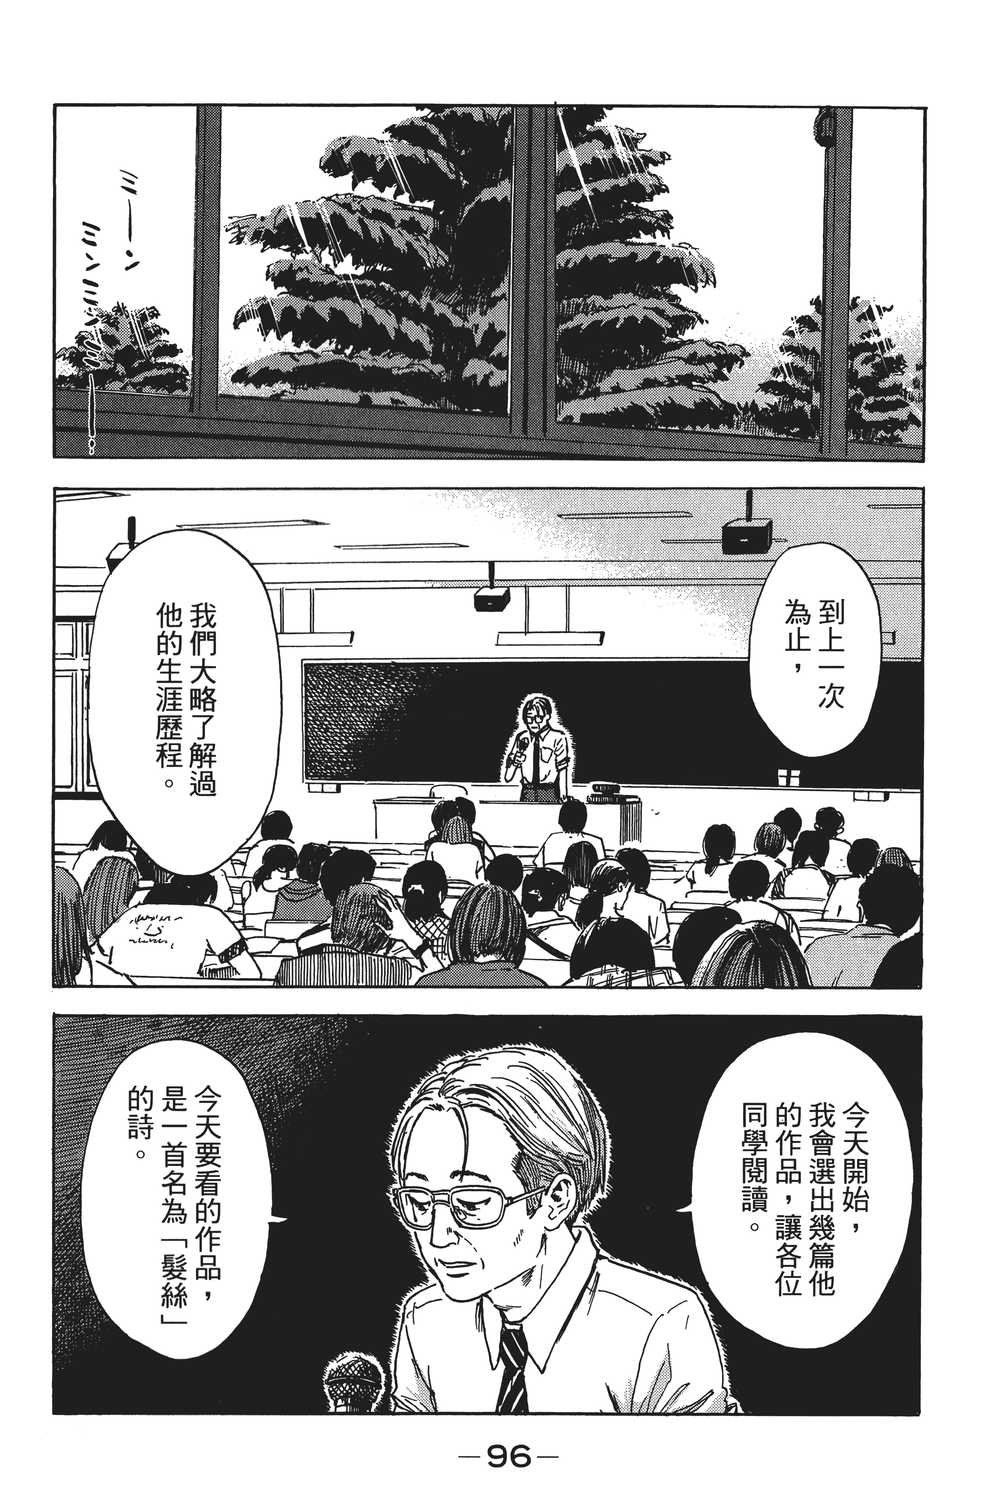 ミーン
ミンミンミー…。
到上一次
為止，
我們大略了解過
他的生涯歷程。
今天開始，
我會選出幾篇他
的作品，讓各位
同學閱讀。
今天要看的作品，
是一首名為「髮絲」
的詩。
—96—